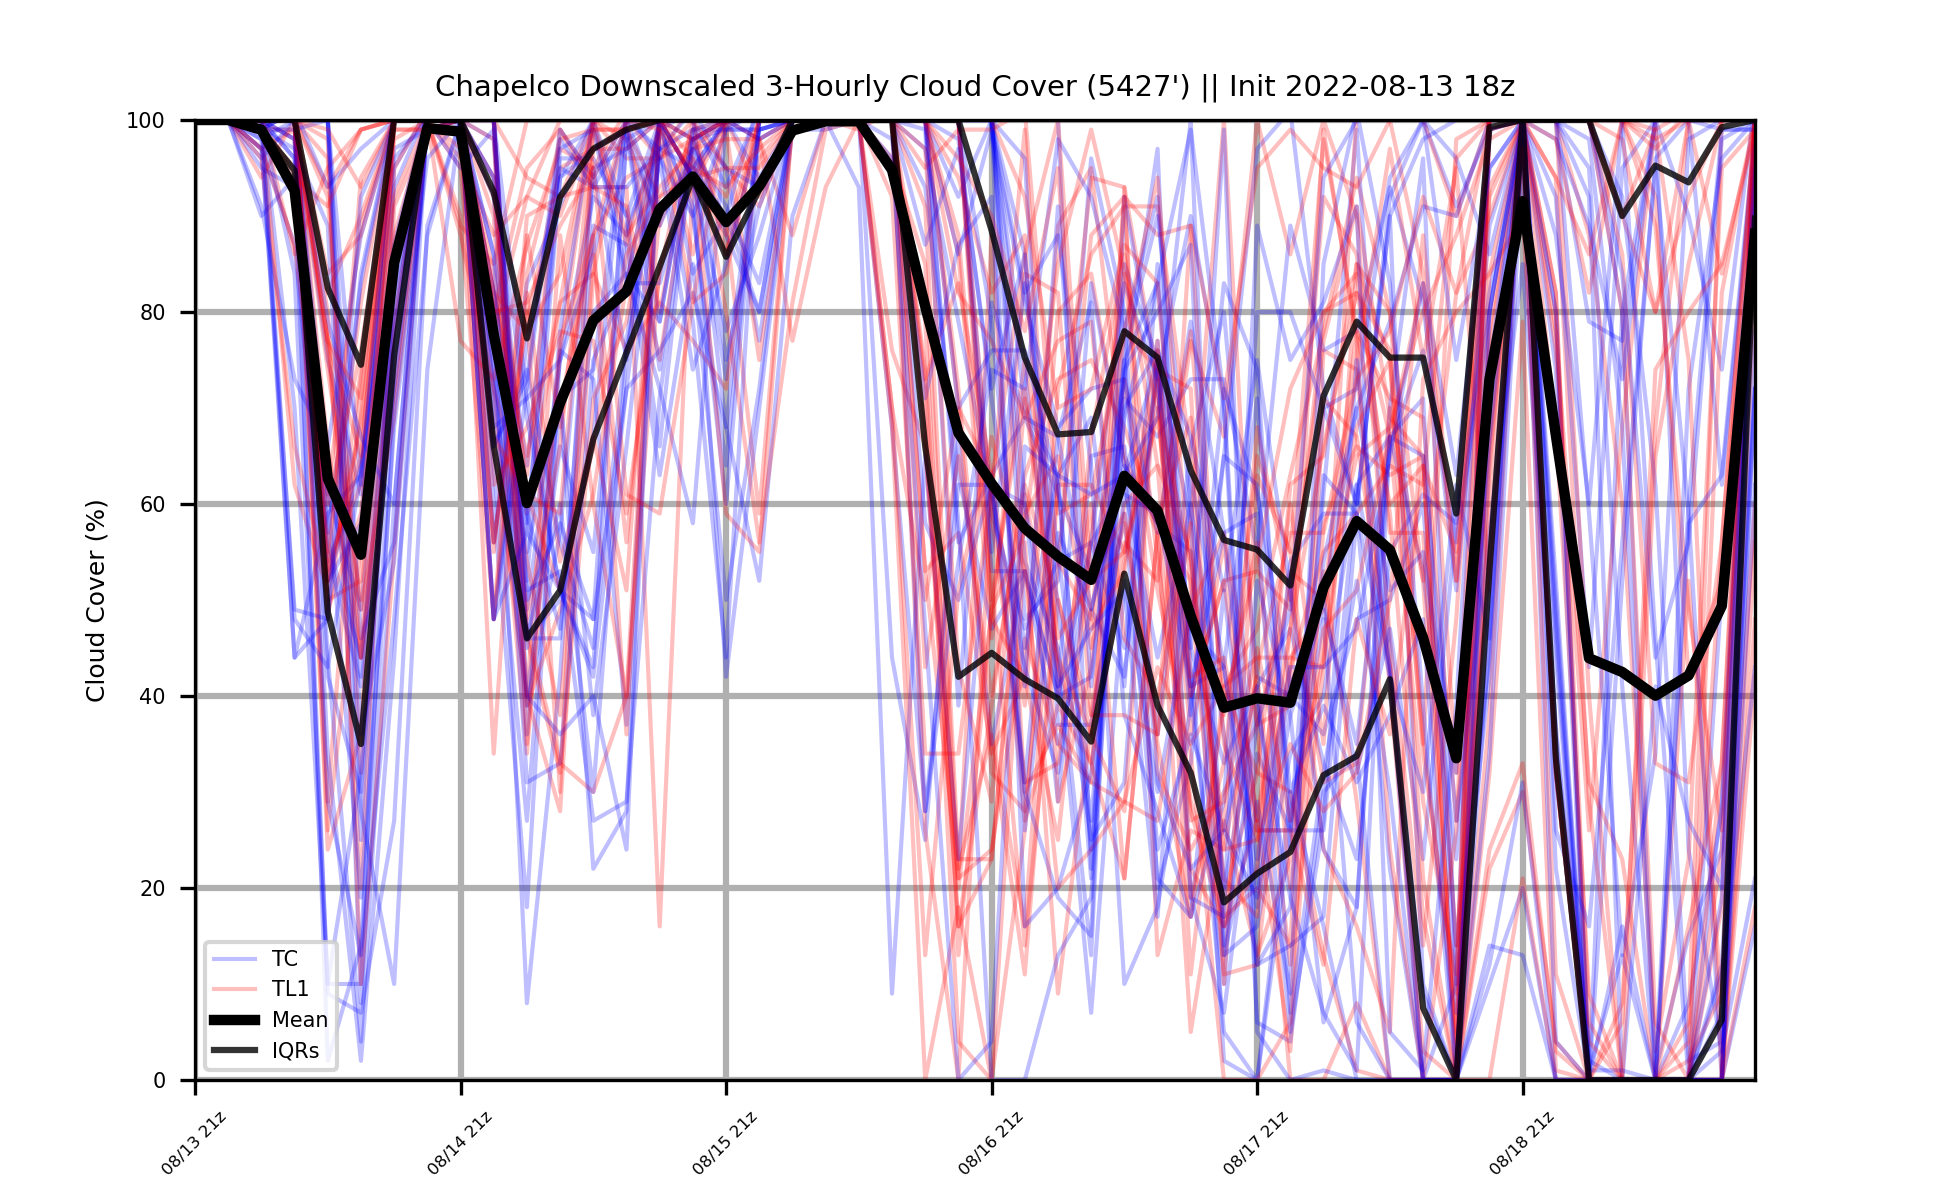 Chapelco Downscaled 3-Hourly Cloud Cover (5427') || Init 2022-08-13 18z
Cloud Cover (%)
100
80
60
40
20
0
TC
TL1
Mean
IQRs
08/13 21z
08/14 21z
08/15 21z
08/16 21z
08/17 21z
08/18 21z